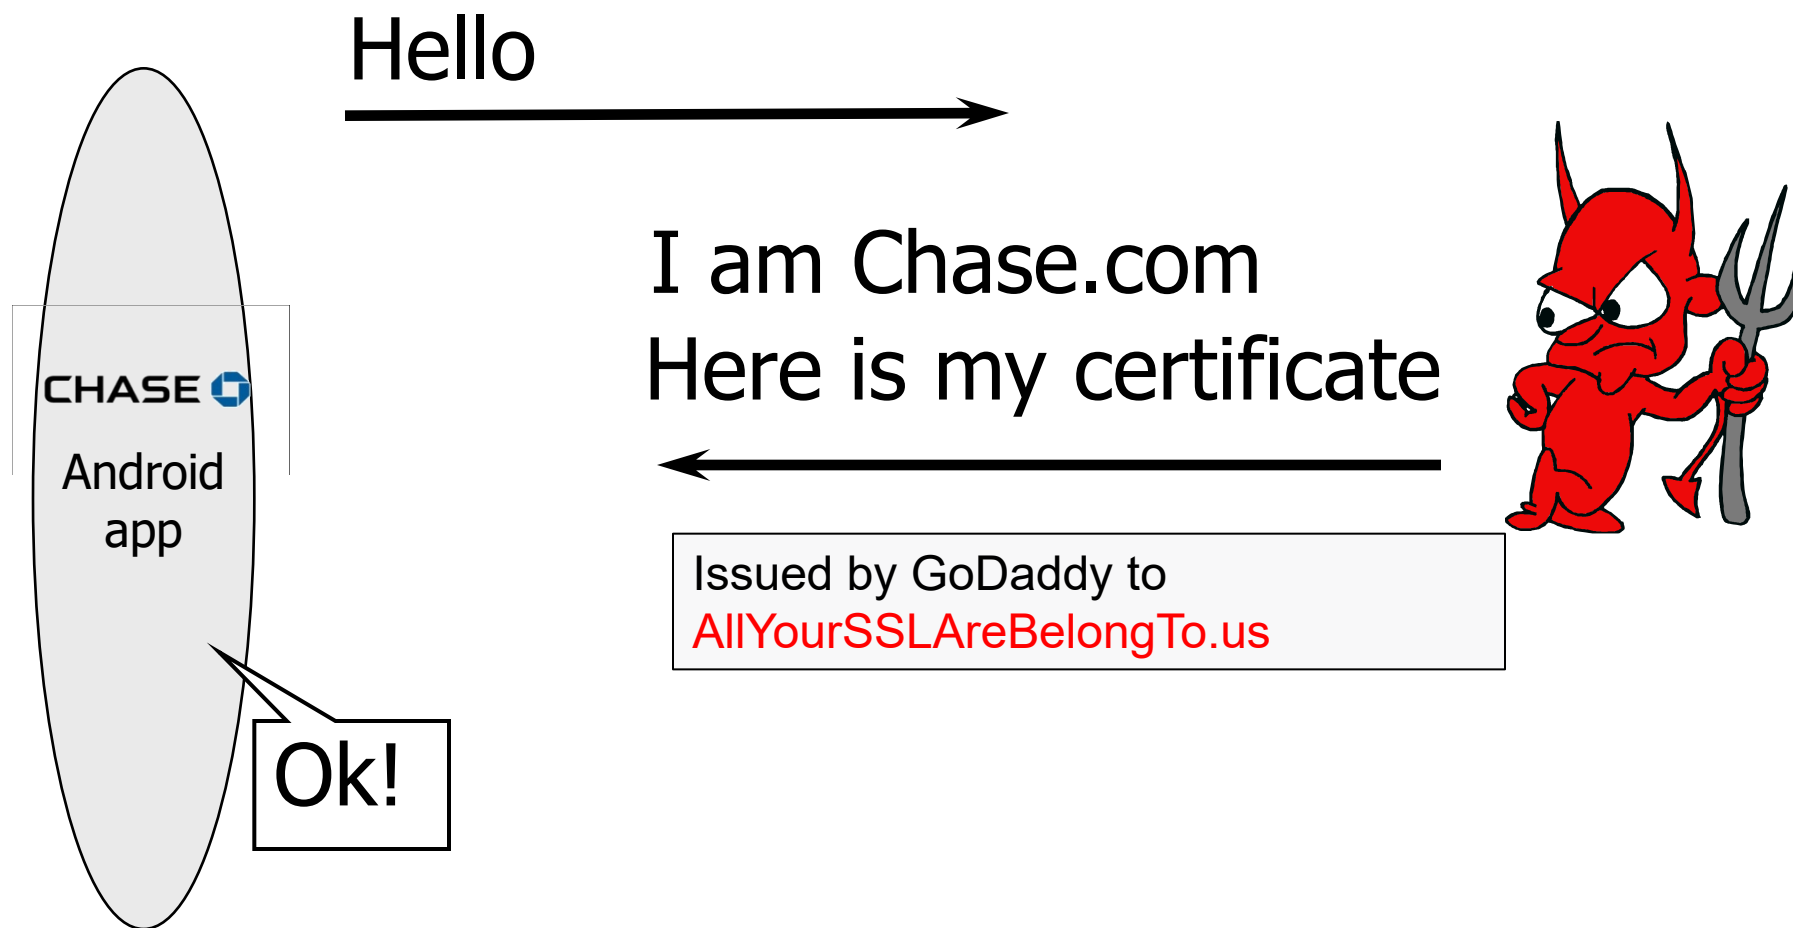 Hello
I am Chase.com
Here is my certificate
CHASE
Android
app
Issued by GoDaddy to
AllYourSSLAreBelongTo.us
Ok!